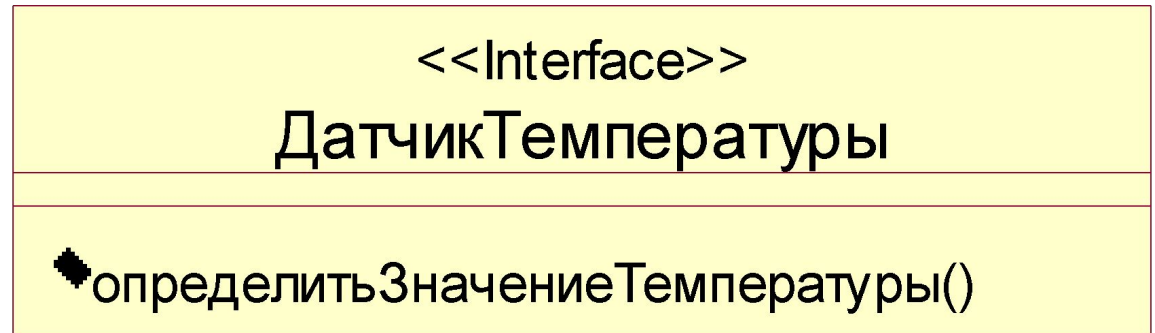 <<Interface>>
ДатчикТемпературы
определитьЗначениеТемпературы()